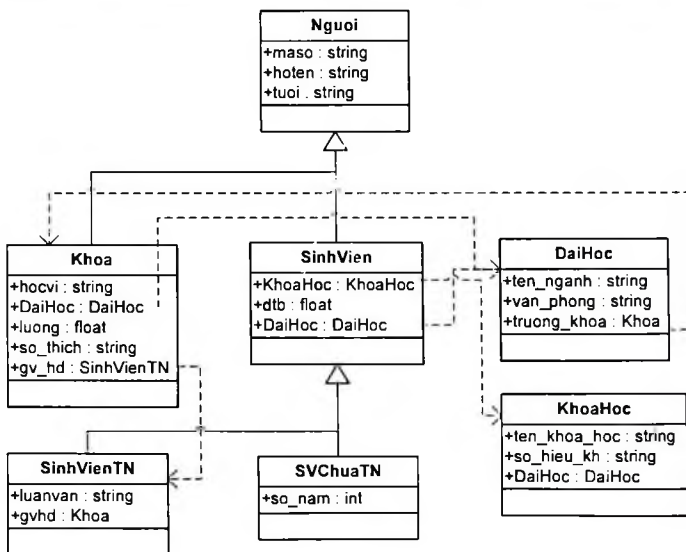 Nguoi
+maso : string
+hoten : string
+tuoi : string
Khoa
+hocvi : string
+DaiHoc : DaiHoc
+luong : float
+so_thich : string
+gv_hd : SinhVienTN
SinhVien
+KhoaHoc : KhoaHoc
+dtb : float
+DaiHoc : DaiHoc
DaiHoc
+ten_nganh : string
+van_phong : string
+truong_khoa : Khoa
KhoaHoc
+ten_khoa_hoc : string
+so_hieu_kh : string
+DaiHoc : DaiHoc
SinhVienTN
+luanvan : string
+gvhd : Khoa
SVChuaTN
+so_nam : int